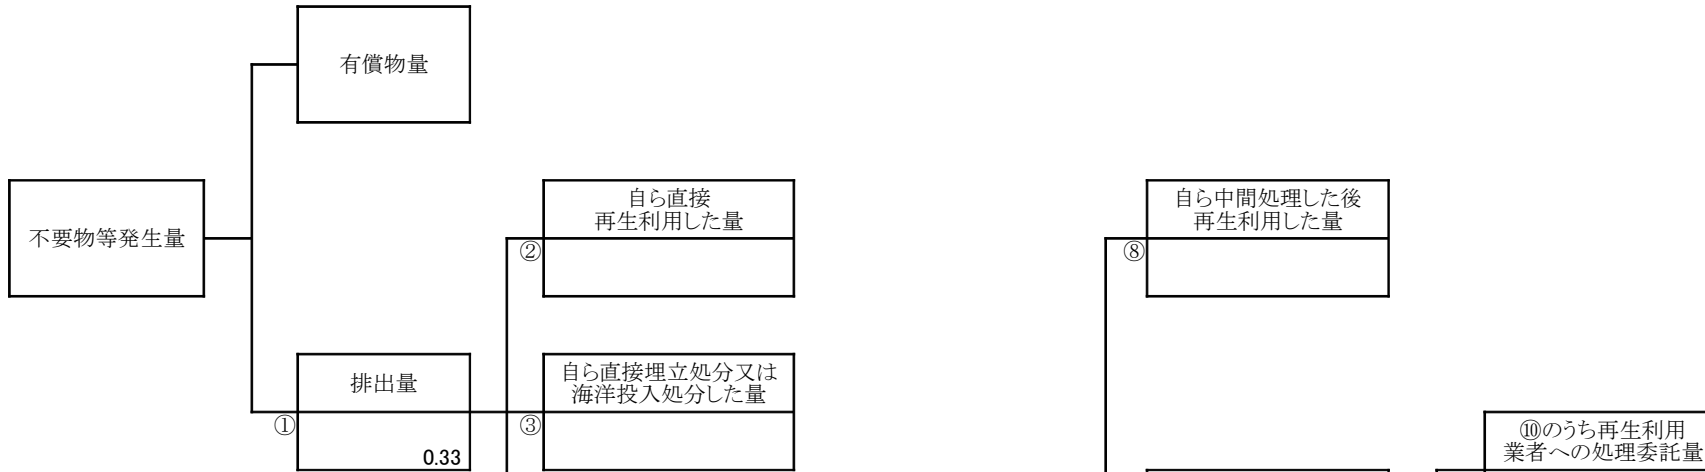 有償物量
不要物等発生量
自ら直接
再生利用した量
②
自ら中間処理した後
再生利用した量
⑧
排出量
①
0.33
自ら直接埋立処分又は
海洋投入処分した量
③
⑩のうち再生利用
業者への処理委託量